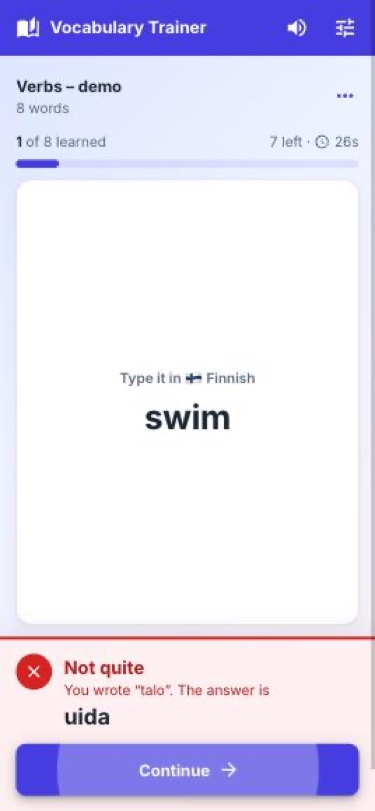 Vocabulary Trainer
Verbs – demo
8 words
1 of 8 learned
7 left · 26s
Type it in Finnish
swim
Not quite
You wrote “talo”. The answer is
uida
Continue →